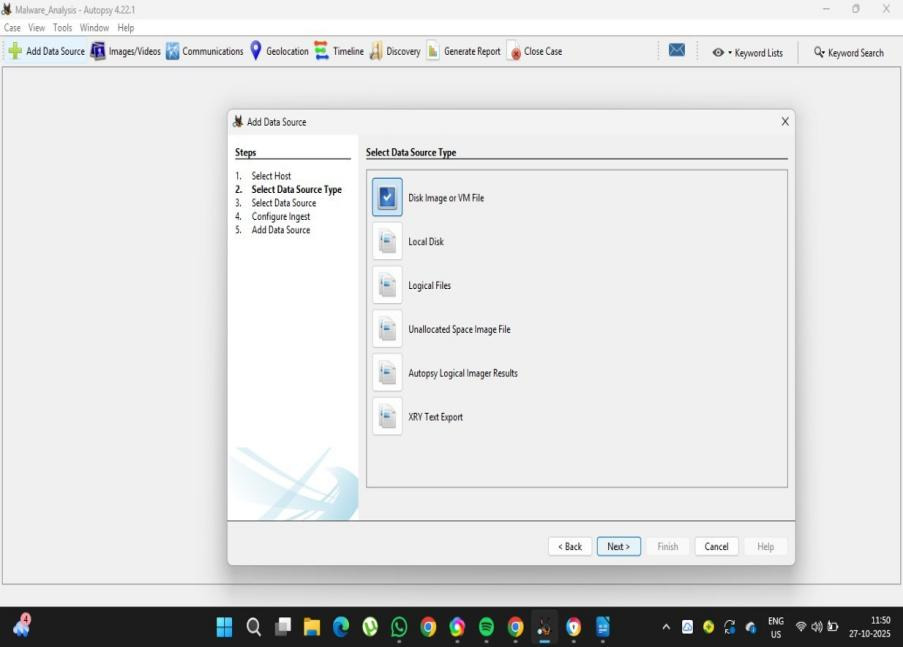 Malware_Analysis - Autopsy 4.22.1
Case View Tools Window Help
Add Data Source Images/Videos Communications Geolocation Timeline Discovery Generate Report Close Case Keyword Lists Keyword Search
Add Data Source X
Steps
1. Select Host
2. Select Data Source Type
3. Select Data Source
4. Configure Ingest
5. Add Data Source
Select Data Source Type
Disk Image or VM File
Local Disk
Logical Files
Unallocated Space Image File
Autopsy Logical Imager Results
XRY Text Export
< Back Next > Finish Cancel Help
4
ENG
US
11:50
27-10-2025